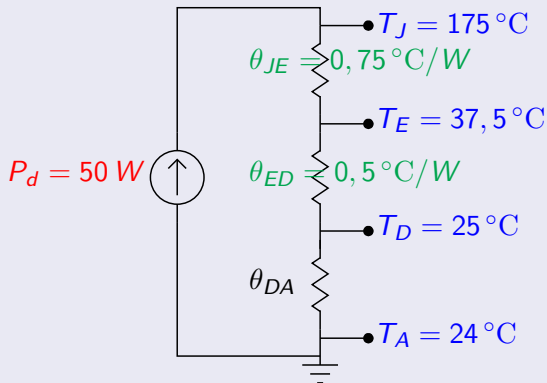 T_J = 175 °C
θ_JE = 0,75 °C/W
T_E = 37,5 °C
P_d = 50 W
θ_ED = 0,5 °C/W
T_D = 25 °C
θ_DA
T_A = 24 °C